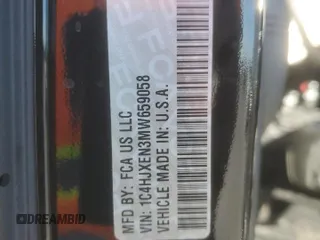 MFD BY: FCA US LLC
VIN: 1C4HJXEN3MW659058
VEHICLE MADE IN: U.S.A.
DREAMBID